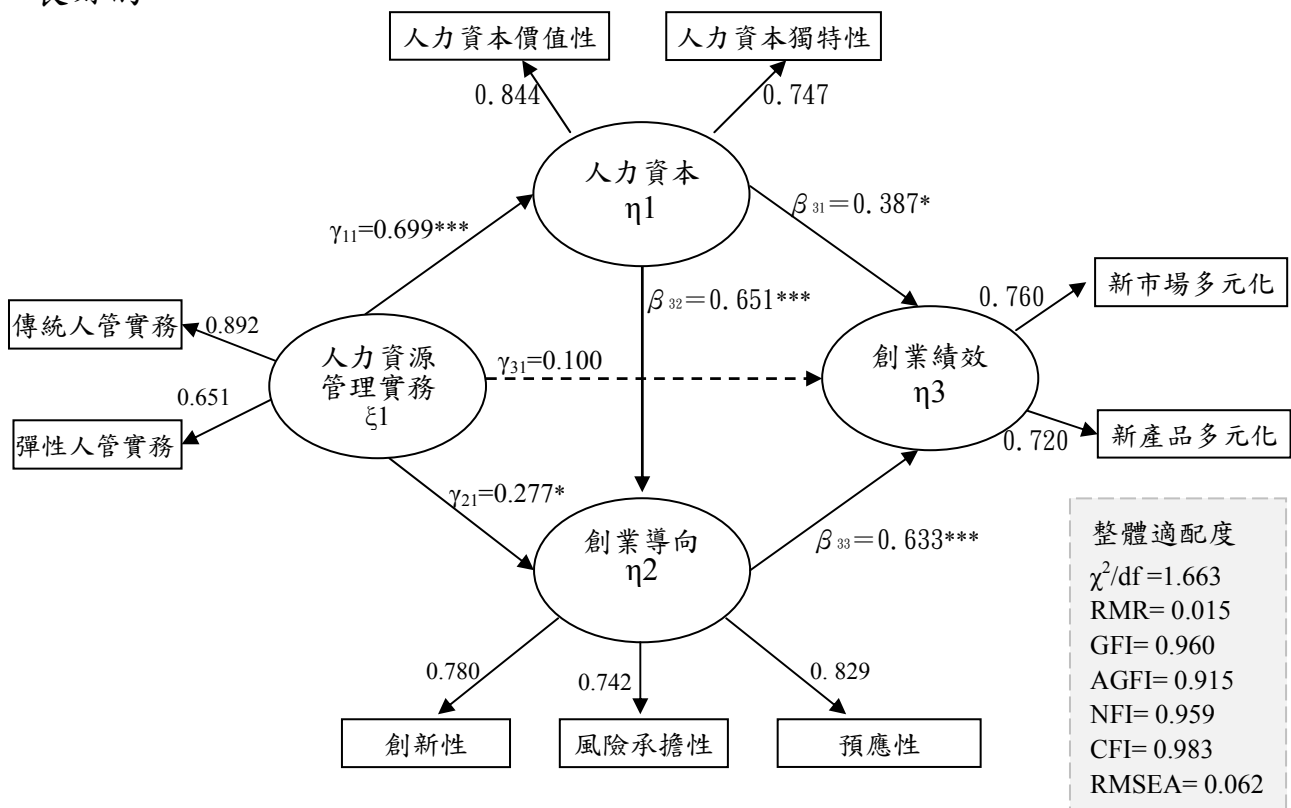 人力資本價值性
人力資本獨特性
0.844
0.747
人力資本
η1
γ11=0.699***
β31=0.387*
β32=0.651***
傳統人管實務
0.892
人力資源
管理實務
ξ1
γ31=0.100
創業績效
η3
0.760
新市場多元化
0.651
彈性人管實務
0.720
新產品多元化
γ21=0.277*
創業導向
η2
β33=0.633***
0.780
0.742
0.829
創新性
風險承擔性
預應性
整體適配度
χ²/df =1.663
RMR= 0.015
GFI= 0.960
AGFI= 0.915
NFI= 0.959
CFI= 0.983
RMSEA= 0.062